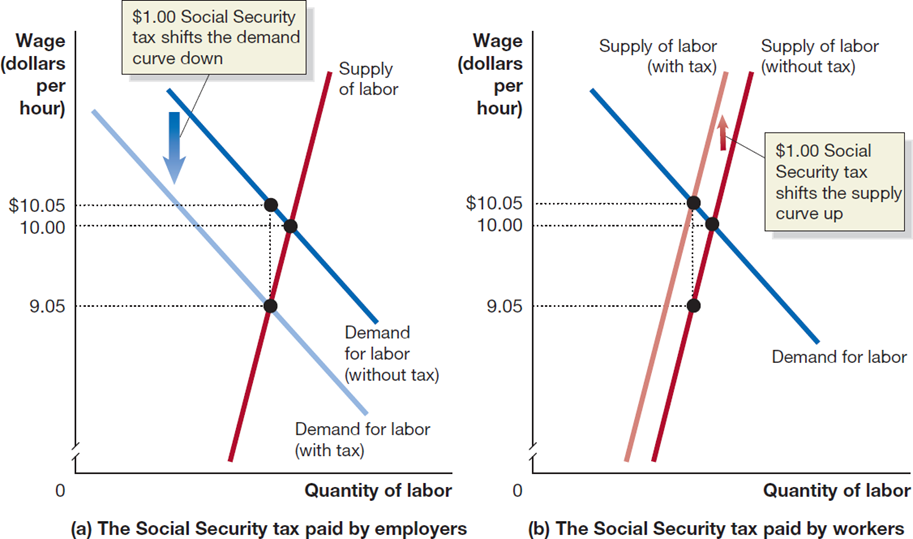 $1.00 Social Security
tax shifts the demand
curve down
Wage
(dollars
per
hour)
Supply
of labor
$10.05
10.00
9.05
Demand
for labor
(without tax)
Demand for labor
(with tax)
0
Quantity of labor
(a) The Social Security tax paid by employers
Wage
(dollars
per
hour)
Supply of labor
(with tax)
Supply of labor
(without tax)
$1.00 Social
Security tax
shifts the supply
curve up
$10.05
10.00
9.05
Demand for labor
0
Quantity of labor
(b) The Social Security tax paid by workers